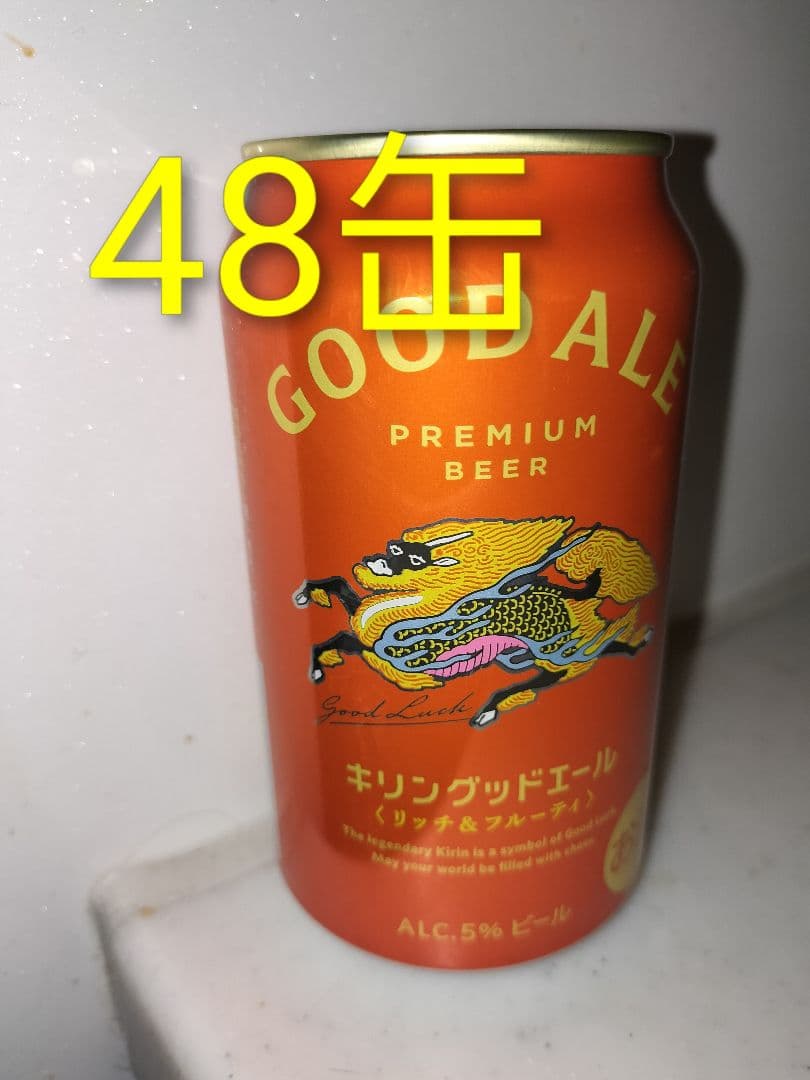 48缶
GOOD ALE
PREMIUM
BEER
Good Luck
キリングッドエール
〈リッチ&フルーティ〉
The legendary Kirin is a symbol of Good Luck.
May your world be filled with cheers.
ALC.5% ビール